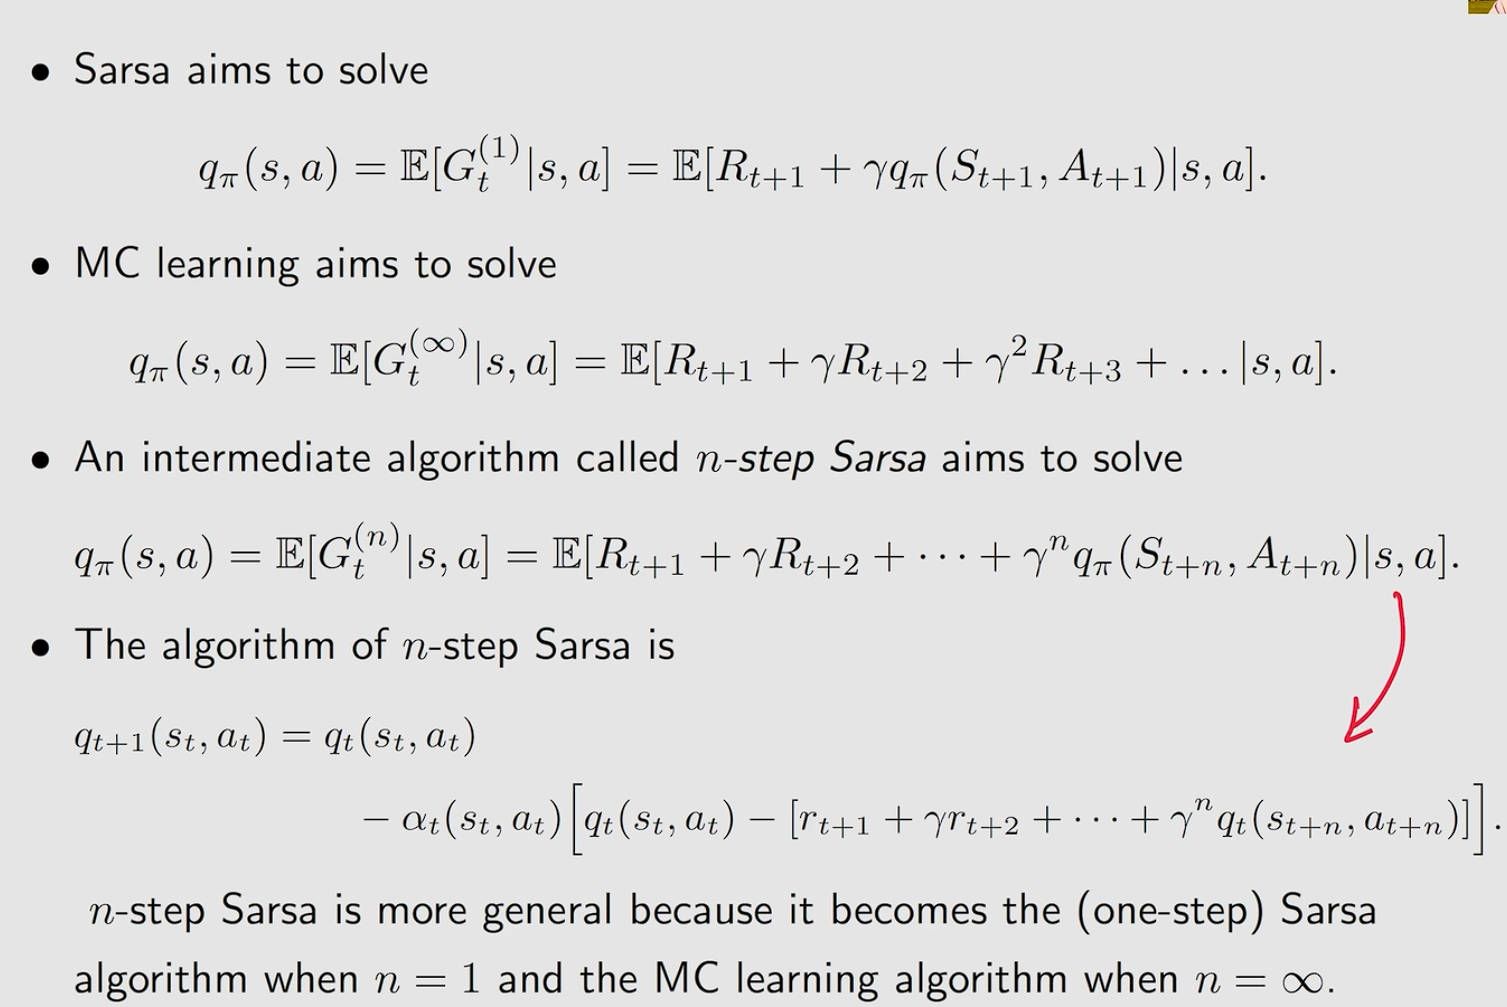 • Sarsa aims to solve
$q_\pi(s, a) = \mathbb{E}[G_t^{(1)}|s, a] = \mathbb{E}[R_{t+1} + \gamma q_\pi(S_{t+1}, A_{t+1})|s, a].$
• MC learning aims to solve
$q_\pi(s, a) = \mathbb{E}[G_t^{(\infty)}|s, a] = \mathbb{E}[R_{t+1} + \gamma R_{t+2} + \gamma^2 R_{t+3} + \ldots|s, a].$
• An intermediate algorithm called n-step Sarsa aims to solve
$q_\pi(s, a) = \mathbb{E}[G_t^{(n)}|s, a] = \mathbb{E}[R_{t+1} + \gamma R_{t+2} + \cdots + \gamma^n q_\pi(S_{t+n}, A_{t+n})|s, a].$
• The algorithm of n-step Sarsa is
$q_{t+1}(s_t, a_t) = q_t(s_t, a_t)$
$- \alpha_t(s_t, a_t)\Big[q_t(s_t, a_t) - [r_{t+1} + \gamma r_{t+2} + \cdots + \gamma^n q_t(s_{t+n}, a_{t+n})]\Big].$
n-step Sarsa is more general because it becomes the (one-step) Sarsa
algorithm when $n = 1$ and the MC learning algorithm when $n = \infty$.